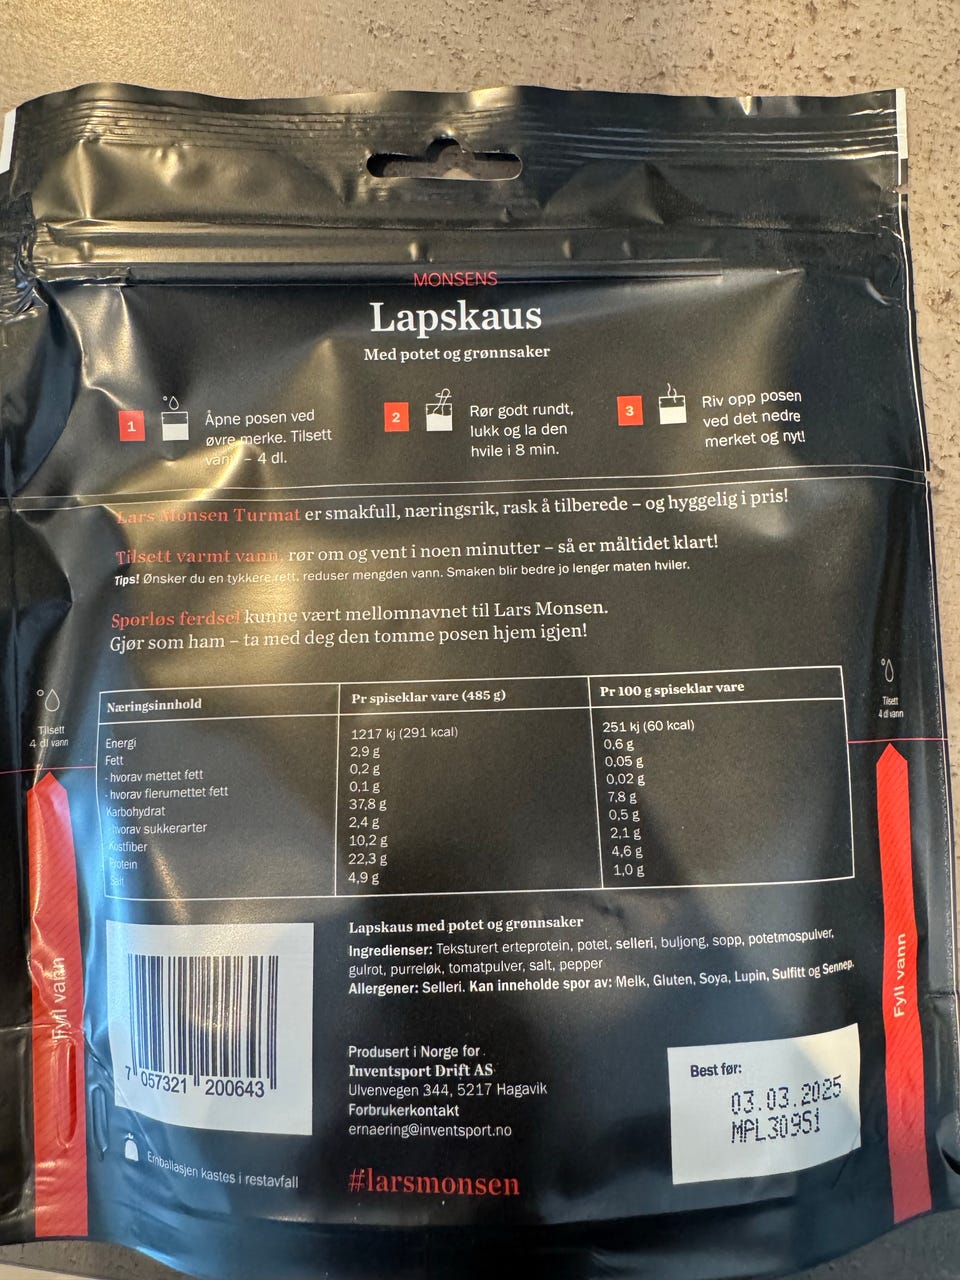 MONSENS
Lapskaus
Med potet og grønnsaker
1
Åpne posen ved
øvre merke. Tilsett
vann – 4 dl.
2
Rør godt rundt,
lukk og la den
hvile i 8 min.
3
Riv opp posen
ved det nedre
merket og nyt!
Lars Monsen Turmat er smakfull, næringsrik, rask å tilberede – og hyggelig i pris!
Tilsett varmt vann, rør om og vent i noen minutter – så er måltidet klart!
Tips! Ønsker du en tykkere rett, reduser mengden vann. Smaken blir bedre jo lenger maten hviler.
Sporløs ferdsel kunne vært mellomnavnet til Lars Monsen.
Gjør som ham – ta med deg den tomme posen hjem igjen!
Tilsett
4 dl vann
Fyll vann
Næringsinnhold Pr spiseklar vare (485 g) Pr 100 g spiseklar vare
Energi 1217 kj (291 kcal) 251 kj (60 kcal)
Fett 2,9 g 0,6 g
- hvorav mettet fett 0,2 g 0,05 g
- hvorav flerumettet fett 0,1 g 0,02 g
Karbohydrat 37,8 g 7,8 g
- hvorav sukkerarter 2,4 g 0,5 g
Kostfiber 10,2 g 2,1 g
Protein 22,3 g 4,6 g
Salt 4,9 g 1,0 g
Tilsett
4 dl vann
Fyll vann
Lapskaus med potet og grønnsaker
Ingredienser: Teksturert erteprotein, potet, selleri, buljong, sopp, potetmospulver,
gulrot, purreløk, tomatpulver, salt, pepper
Allergener: Selleri. Kan inneholde spor av: Melk, Gluten, Soya, Lupin, Sulfitt og Sennep.
7 057321 200643
Produsert i Norge for
Inventsport Drift AS
Ulvenvegen 344, 5217 Hagavik
Forbrukerkontakt
ernaering@inventsport.no
Best før:
03.03.2025
MPL30951
Emballasjen kastes i restavfall
#larsmonsen